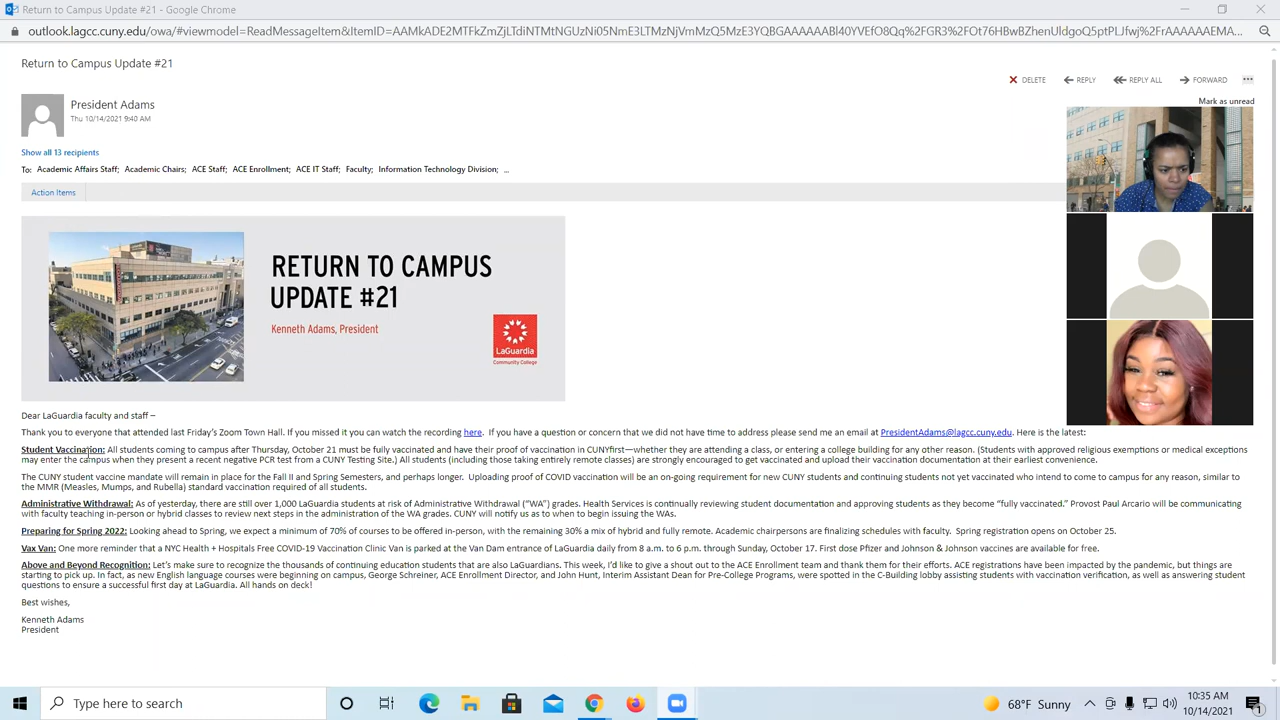 Return to Campus Update #21 - Google Chrome
outlook.lagcc.cuny.edu/owa/#viewmodel=ReadMessageItem&ItemID=
Return to Campus Update #21
DELETE REPLY REPLY ALL FORWARD ...
Mark as unread
President Adams
Thu 10/14/2021 9:40 AM
Show all 13 recipients
To: Academic Affairs Staff; Academic Chairs; ACE Staff; ACE Enrollment; ACE IT Staff; Faculty; Information Technology Division; ...
Action Items
RETURN TO CAMPUS
UPDATE #21
Kenneth Adams, President
LaGuardia
Community College
Dear LaGuardia faculty and staff –
Thank you to everyone that attended last Friday's Zoom Town Hall. If you missed it you can watch the recording here. If you have a question or concern that we did not have time to address please send me an email at PresidentAdams@lagcc.cuny.edu. Here is the latest:
Student Vaccination: All students coming to campus after Thursday, October 21 must be fully vaccinated and have their proof of vaccination in CUNYfirst—whether they are attending a class, or entering a college building for any other reason. (Students with approved religious exemptions or medical exceptions
may enter the campus when they present a recent negative PCR test from a CUNY Testing Site.) All students (including those taking entirely remote classes) are strongly encouraged to get vaccinated and upload their vaccination documentation at their earliest convenience.
The CUNY student vaccine mandate will remain in place for the Fall II and Spring Semesters, and perhaps longer. Uploading proof of COVID vaccination will be an on-going requirement for new CUNY students and continuing students not yet vaccinated who intend to come to campus for any reason, similar to
the MMR (Measles, Mumps, and Rubella) standard vaccination required of all students.
Administrative Withdrawal: As of yesterday, there are still over 1,000 LaGuardia students at risk of Administrative Withdrawal ("WA") grades. Health Services is continually reviewing student documentation and approving students as they become "fully vaccinated." Provost Paul Arcario will be communicating
with faculty teaching in-person or hybrid classes to review next steps in the administration of the WA grades. CUNY will notify us as to when to begin issuing the WAs.
Preparing for Spring 2022: Looking ahead to Spring, we expect a minimum of 70% of courses to be offered in-person, with the remaining 30% a mix of hybrid and fully remote. Academic chairpersons are finalizing schedules with faculty. Spring registration opens on October 25.
Vax Van: One more reminder that a NYC Health + Hospitals Free COVID-19 Vaccination Clinic Van is parked at the Van Dam entrance of LaGuardia daily from 8 a.m. to 6 p.m. through Sunday, October 17. First dose Pfizer and Johnson & Johnson vaccines are available for free.
Above and Beyond Recognition: Let's make sure to recognize the thousands of continuing education students that are also LaGuardians. This week, I'd like to give a shout out to the ACE Enrollment team and thank them for their efforts. ACE registrations have been impacted by the pandemic, but things are
starting to pick up. In fact, as new English language courses were beginning on campus, George Schreiner, ACE Enrollment Director, and John Hunt, Interim Assistant Dean for Pre-College Programs, were spotted in the C-Building lobby assisting students with vaccination verification, as well as answering student
questions to ensure a successful first day at LaGuardia. All hands on deck!
Best wishes,
Kenneth Adams
President
Type here to search
68°F Sunny
10:35 AM
10/14/2021
1